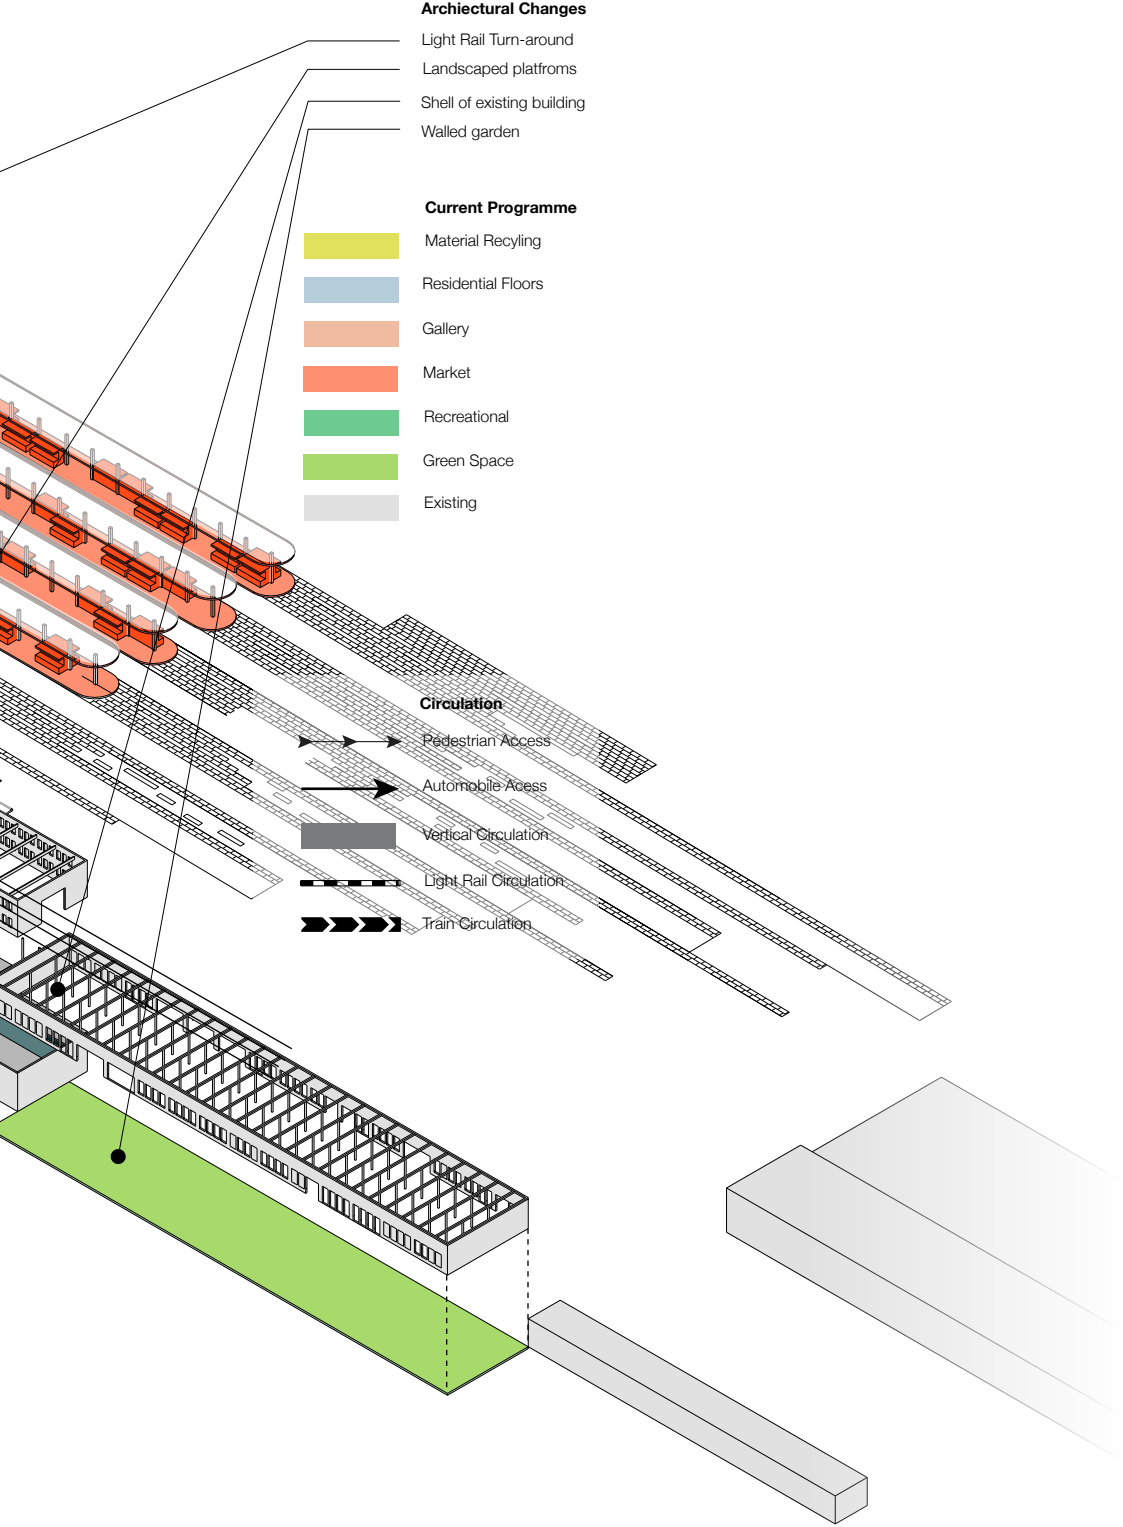 Archiectural Changes
Light Rail Turn-around
Landscaped platfroms
Shell of existing building
Walled garden
Current Programme
Material Recyling
Residential Floors
Gallery
Market
Recreational
Green Space
Existing
Circulation
Pedestrian Access
Automobile Acess
Vertical Circulation
Light Rail Circulation
Train Circulation